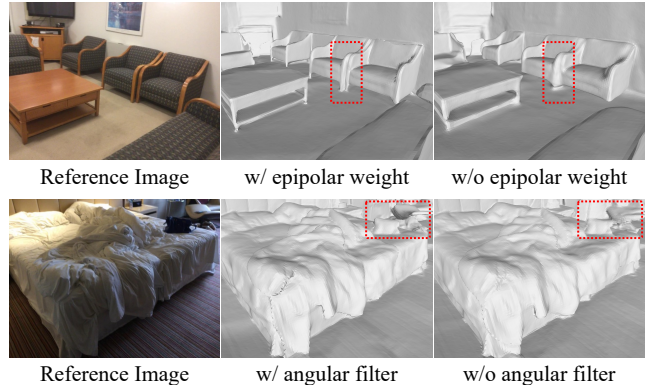 Reference Image w/ epipolar weight w/o epipolar weight
Reference Image w/ angular filter w/o angular filter